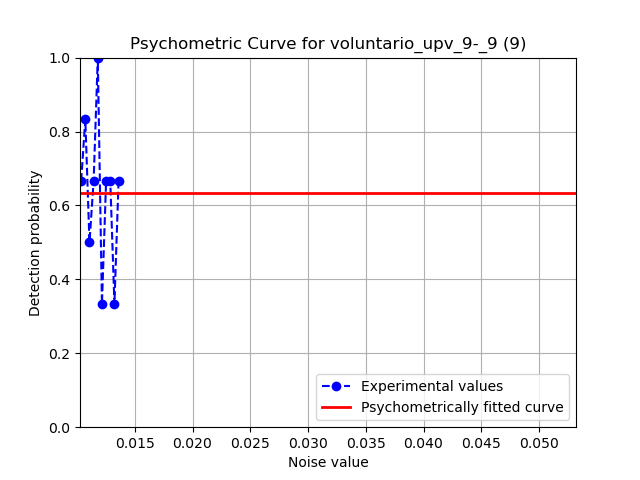 Psychometric Curve for voluntario_upv_9-_9 (9)
1.0
0.8
0.6
0.4
0.2
0.0
Detection probability
Experimental values
Psychometrically fitted curve
0.015 0.020 0.025 0.030 0.035 0.040 0.045 0.050
Noise value